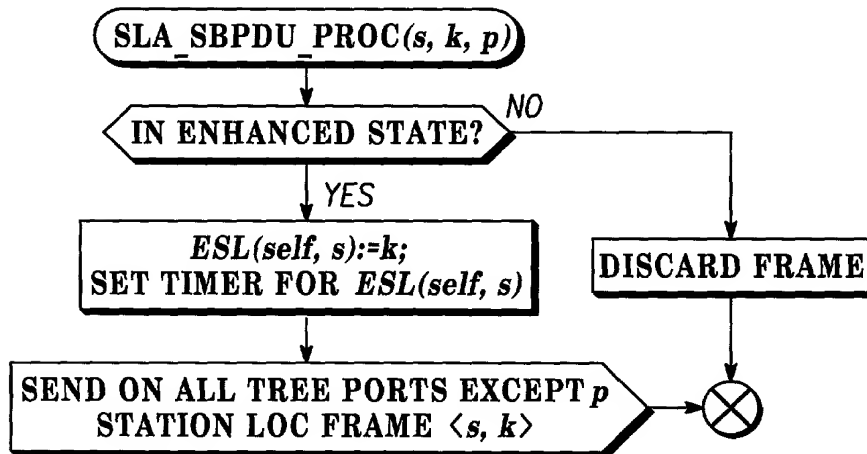 SLA_SBPDU_PROC(s, k, p)
IN ENHANCED STATE?
NO
YES
ESL(self, s):=k;
SET TIMER FOR ESL(self, s)
DISCARD FRAME
SEND ON ALL TREE PORTS EXCEPT p
STATION LOC FRAME <s, k>